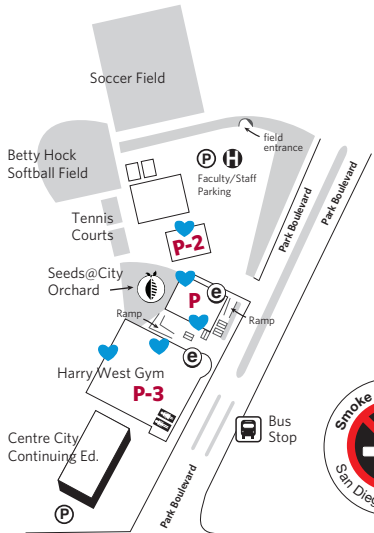 Soccer Field
field
entrance
Betty Hock
Softball Field
P
H
Faculty/Staff
Parking
Park Boulevard
Park Boulevard
Tennis
Courts
P-2
Seeds@City
Orchard
P
e
Ramp
Ramp
e
Harry West Gym
P-3
Centre City
Continuing Ed.
Bus
Stop
Smoke
San Dieg
P
Park Boulevard